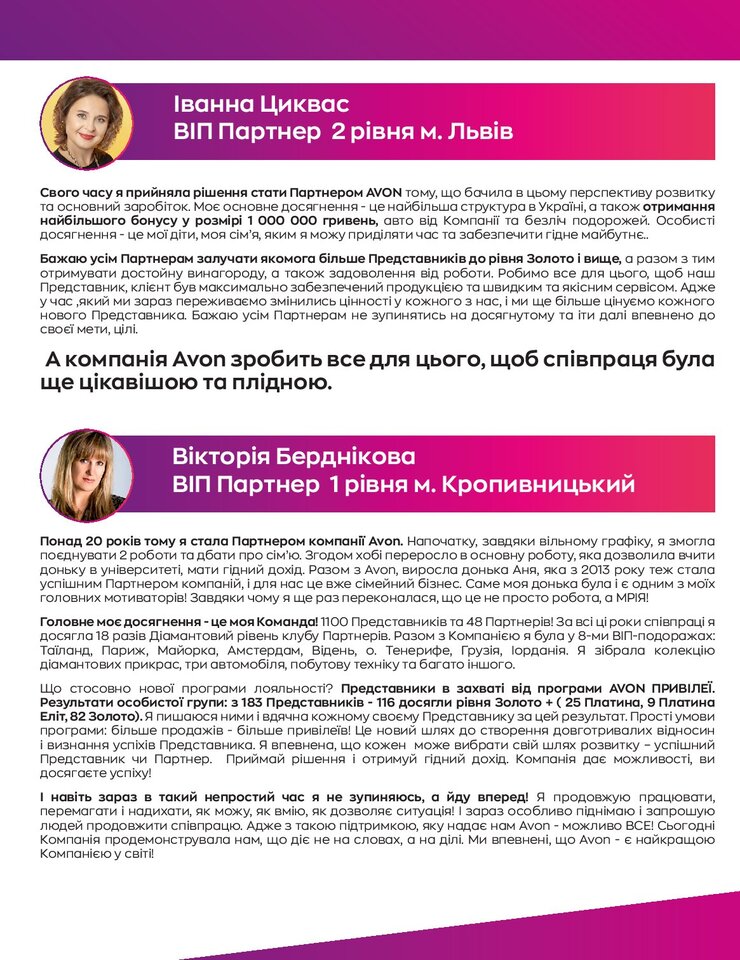 Іванна Циквас
ВІП Партнер 2 рівня м. Львів
Свого часу я прийняла рішення стати Партнером AVON тому, що бачила в цьому перспективу розвитку
та основний заробіток. Моє основне досягнення - це найбільша структура в Україні, а також отримання
найбільшого бонусу у розмірі 1 000 000 гривень, авто від Компанії та безліч подорожей. Особисті
досягнення - це мої діти, моя сім’я, яким я можу приділяти час та забезпечити гідне майбутнє..
Бажаю усім Партнерам залучати якомога більше Представників до рівня Золото і вище, а разом з тим
отримувати достойну винагороду, а також задоволення від роботи. Робимо все для цього, щоб наш
Представник, клієнт був максимально забезпечений продукцією та швидким та якісним сервісом. Адже
у час ,який ми зараз переживаємо змінились цінності у кожного з нас, і ми ще більше цінуємо кожного
нового Представника. Бажаю усім Партнерам не зупинятись на досягнутому та іти далі впевнено до
своєї мети, цілі.
А компанія Avon зробить все для цього, щоб співпраця була
ще цікавішою та плідною.
Вікторія Берднікова
ВІП Партнер 1 рівня м. Кропивницький
Понад 20 років тому я стала Партнером компанії Avon. Напочатку, завдяки вільному графіку, я змогла
поєднувати 2 роботи та дбати про сім’ю. Згодом хобі переросло в основну роботу, яка дозволила вчити
доньку в університеті, мати гідний дохід. Разом з Avon, виросла донька Аня, яка з 2013 року теж стала
успішним Партнером компаній, і для нас це вже сімейний бізнес. Саме моя донька була і є одним з моїх
головних мотиваторів! Завдяки чому я ще раз переконалася, що це не просто робота, а МРІЯ!
Головне моє досягнення - це моя Команда! 1100 Представників та 48 Партнерів! За всі ці роки співпраці я
досягла 18 разів Діамантовий рівень клубу Партнерів. Разом з Компанією я була у 8-ми ВІП-подоражах:
Таїланд, Париж, Майорка, Амстердам, Відень, о. Тенерифе, Грузія, Іорданія. Я зібрала колекцію
діамантових прикрас, три автомобіля, побутову техніку та багато іншого.
Що стосовно нової програми лояльності? Представники в захваті від програми AVON ПРИВІЛЕЇ.
Результати особистої групи: з 183 Представників - 116 досягли рівня Золото + ( 25 Платина, 9 Платина
Еліт, 82 Золото). Я пишаюся ними і вдячна кожному своєму Представнику за цей результат. Прості умови
програми: більше продажів - більше привілеїв! Це новий шлях до створення довготривалих відносин
і визнання успіхів Представника. Я впевнена, що кожен може вибрати свій шлях розвитку – успішний
Представник чи Партнер. Приймай рішення і отримуй гідний дохід. Компанія дає можливості, ви
досягаєте успіху!
І навіть зараз в такий непростий час я не зупиняюсь, а йду вперед! Я продовжую працювати,
перемагати і надихати, як можу, як вмію, як дозволяє ситуація! І зараз особливо піднімаю і запрошую
людей продовжити співпрацю. Адже з такою підтримкою, яку надає нам Avon - можливо ВСЕ! Сьогодні
Компанія продемонструвала нам, що діє не на словах, а на ділі. Ми впевнені, що Avon - є найкращою
Компанією у світі!